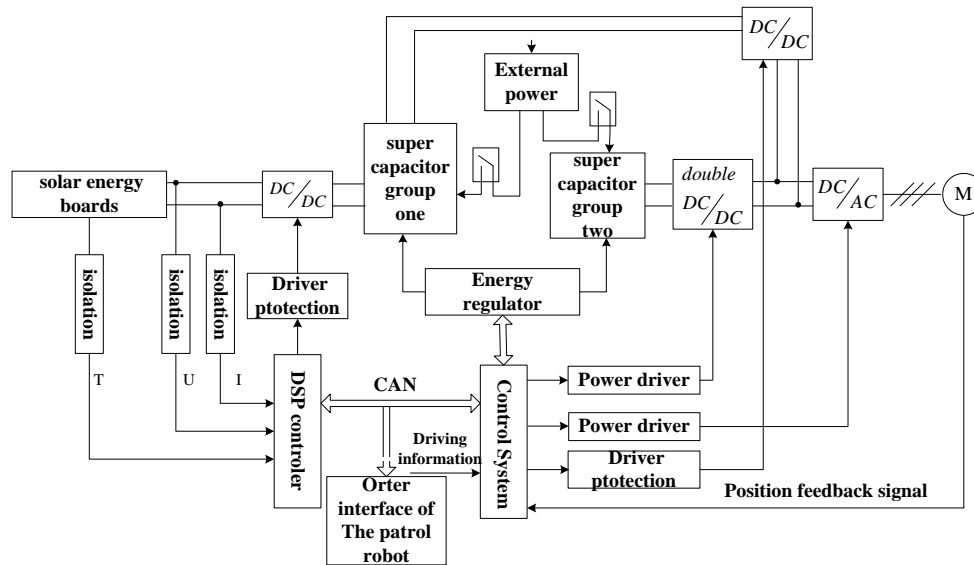 DC/DC
External
power
super
capacitor
group
one
super
capacitor
group
two
solar energy
boards
DC/DC
double
DC/DC
DC/AC
M
isolation
isolation
isolation
Driver
ptotection
Energy
regulator
T
U
I
DSP controler
CAN
Control System
Power driver
Power driver
Driving
information
Driver
ptotection
Orter
interface of
The patrol
robot
Position feedback signal